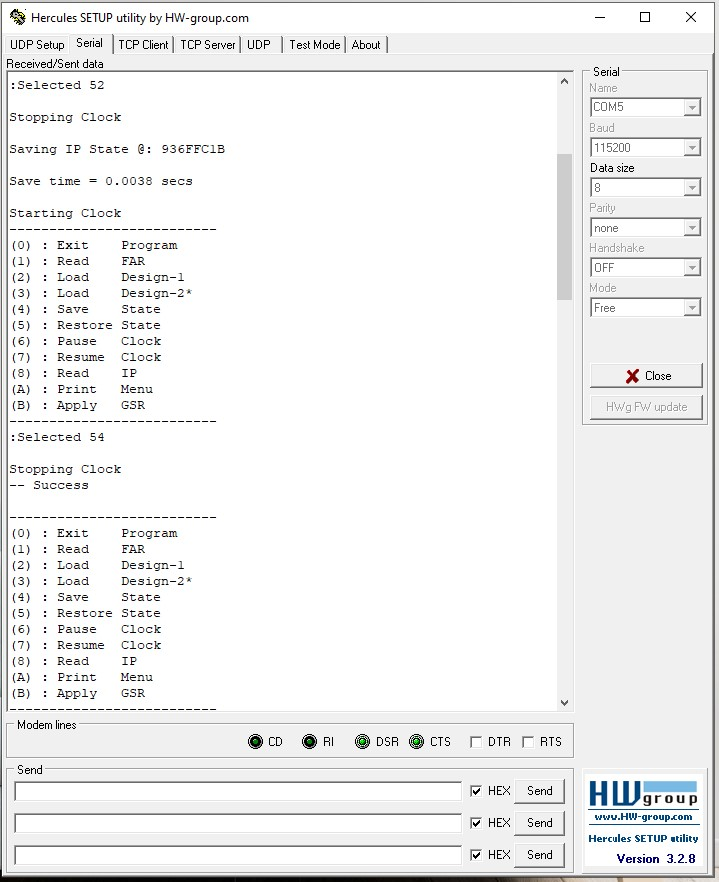 Hercules SETUP utility by HW-group.com
UDP Setup Serial TCP Client TCP Server UDP Test Mode About
Received/Sent data
:Selected 52
Stopping Clock
Saving IP State @: 936FFC1B
Save time = 0.0038 secs
Starting Clock
---------------------------
(0) : Exit    Program
(1) : Read    FAR
(2) : Load    Design-1
(3) : Load    Design-2*
(4) : Save    State
(5) : Restore State
(6) : Pause   Clock
(7) : Resume  Clock
(8) : Read    IP
(A) : Print   Menu
(B) : Apply   GSR
---------------------------
:Selected 54
Stopping Clock
-- Success
---------------------------
(0) : Exit    Program
(1) : Read    FAR
(2) : Load    Design-1
(3) : Load    Design-2*
(4) : Save    State
(5) : Restore State
(6) : Pause   Clock
(7) : Resume  Clock
(8) : Read    IP
(A) : Print   Menu
(B) : Apply   GSR
---------------------------
Serial
Name
COM5
Baud
115200
Data size
8
Parity
none
Handshake
OFF
Mode
Free
Close
HWg FW update
Modem lines
CD RI DSR CTS DTR RTS
Send
HEX Send
HEX Send
HEX Send
HW group
www.HW-group.com
Hercules SETUP utility
Version 3.2.8